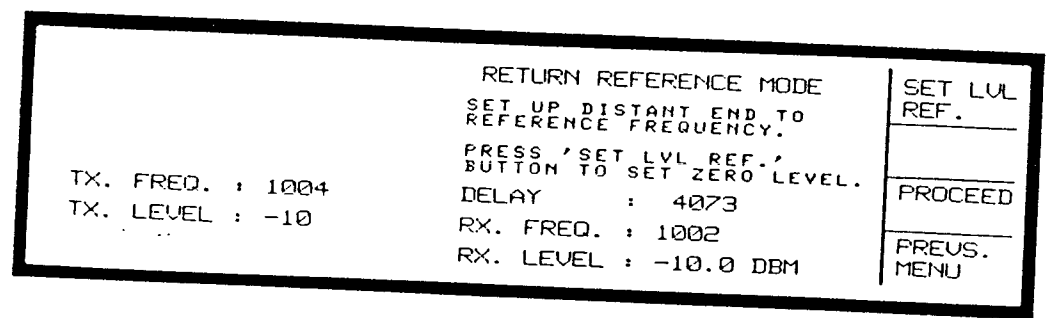 RETURN REFERENCE MODE
SET UP DISTANT END TO
REFERENCE FREQUENCY.
PRESS 'SET LVL REF.'
BUTTON TO SET ZERO LEVEL.
TX. FREQ. : 1004
TX. LEVEL : -10
DELAY : 4073
RX. FREQ. : 1002
RX. LEVEL : -10.0 DBM
SET LVL
REF.
PROCEED
PREVS.
MENU